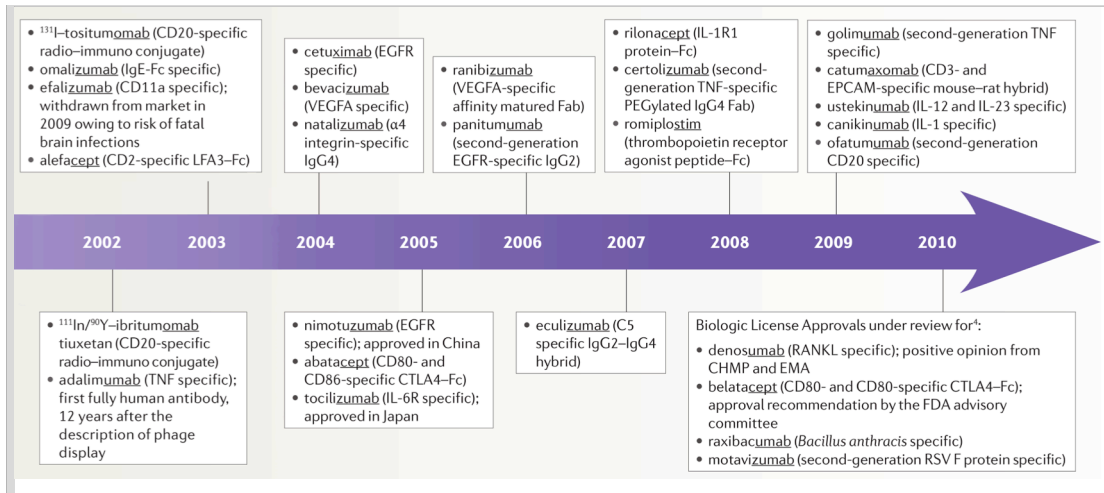 • ¹³¹I–tositumomab (CD20-specific
radio–immuno conjugate)
• omalizumab (IgE-Fc specific)
• efalizumab (CD11a specific);
withdrawn from market in
2009 owing to risk of fatal
brain infections
• alefacept (CD2-specific LFA3–Fc)
• cetuximab (EGFR
specific)
• bevacizumab
(VEGFA specific)
• natalizumab (α4
integrin-specific
IgG4)
• ranibizumab
(VEGFA-specific
affinity matured Fab)
• panitumumab
(second-generation
EGFR-specific IgG2)
• rilonacept (IL-1R1
protein–Fc)
• certolizumab (second-
generation TNF-specific
PEGylated IgG4 Fab)
• romiplostim
(thrombopoietin receptor
agonist peptide–Fc)
• golimumab (second-generation TNF
specific)
• catumaxomab (CD3- and
EPCAM-specific mouse–rat hybrid)
• ustekinumab (IL-12 and IL-23 specific)
• canikinumab (IL-1 specific)
• ofatumumab (second-generation
CD20 specific)
2002 2003 2004 2005 2006 2007 2008 2009 2010
• ¹¹¹In/⁹⁰Y–ibritumomab
tiuxetan (CD20-specific
radio–immuno conjugate)
• adalimumab (TNF specific);
first fully human antibody,
12 years after the
description of phage
display
• nimotuzumab (EGFR
specific); approved in China
• abatacept (CD80- and
CD86-specific CTLA4–Fc)
• tocilizumab (IL-6R specific);
approved in Japan
• eculizumab (C5
specific IgG2–IgG4
hybrid)
Biologic License Approvals under review for⁴:
• denosumab (RANKL specific); positive opinion from
CHMP and EMA
• belatacept (CD80- and CD80-specific CTLA4–Fc);
approval recommendation by the FDA advisory
committee
• raxibacumab (Bacillus anthracis specific)
• motavizumab (second-generation RSV F protein specific)